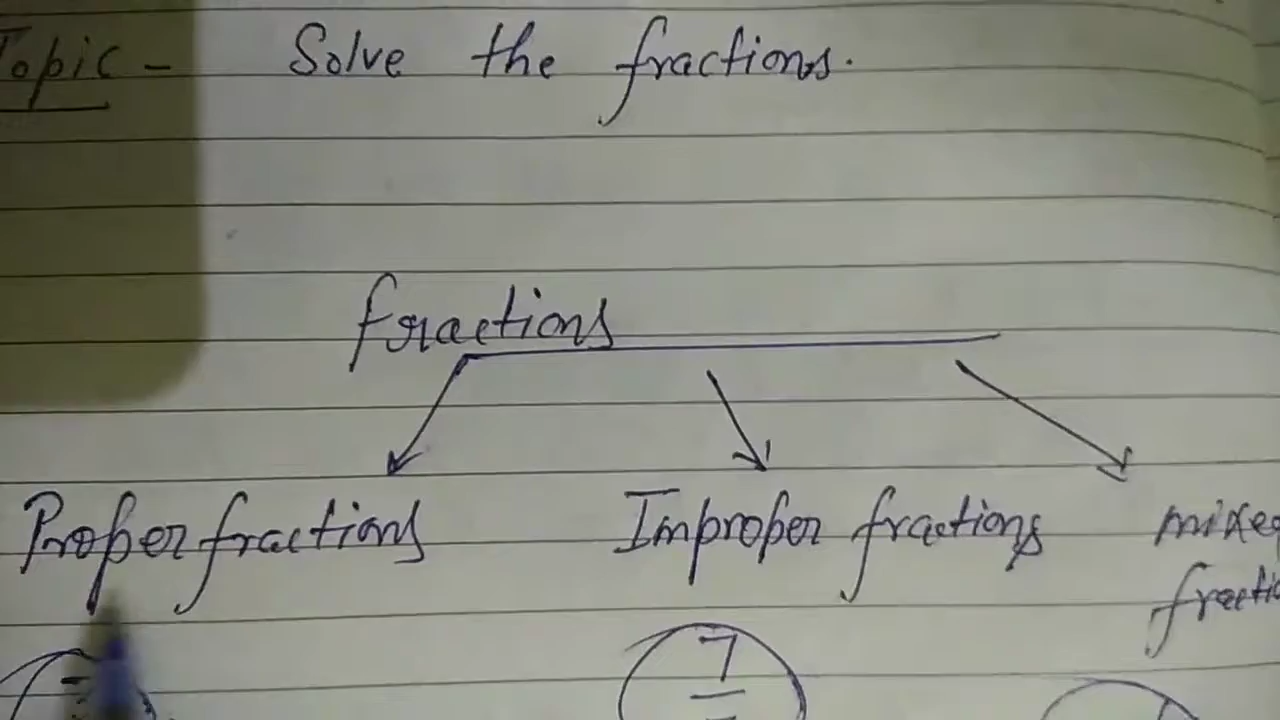 Topic - Solve the fractions.
fractions
Proper fractions Improper fractions
7